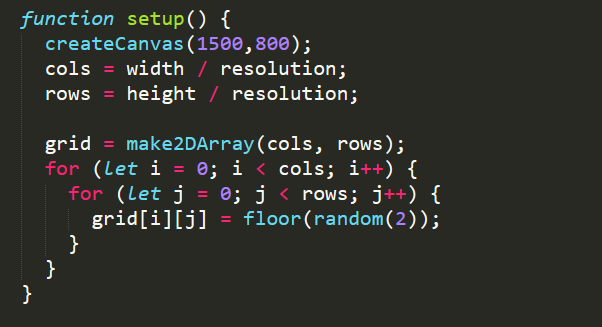 function setup() {
createCanvas(1500,800);
cols = width / resolution;
rows = height / resolution;
grid = make2DArray(cols, rows);
for (let i = 0; i < cols; i++) {
for (let j = 0; j < rows; j++) {
grid[i][j] = floor(random(2));
}
}
}